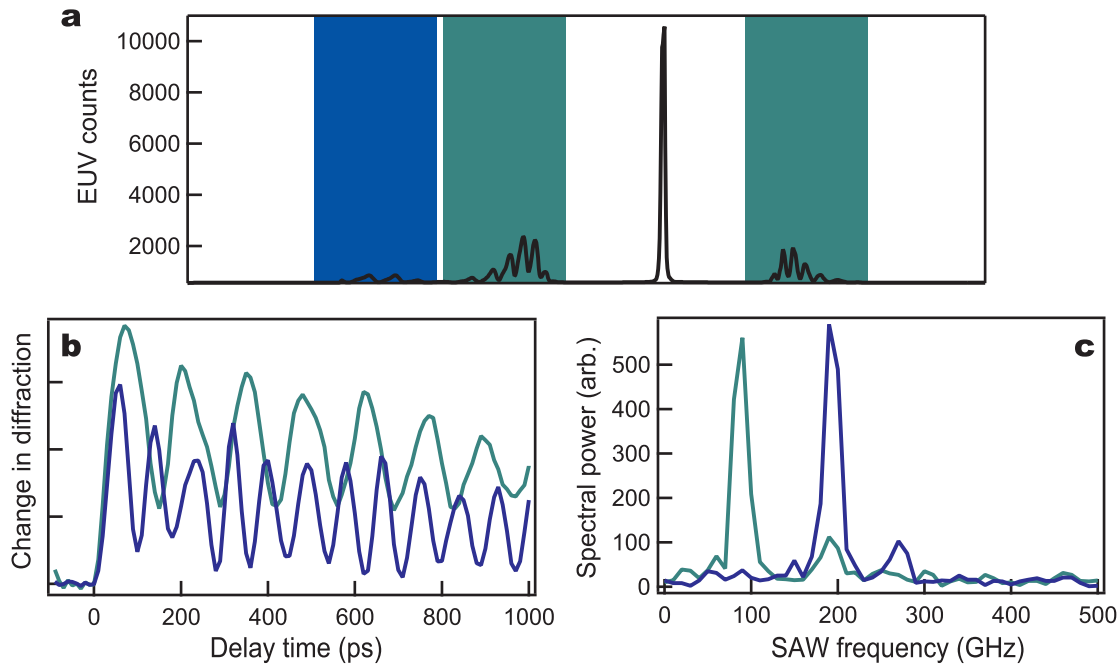 a
EUV counts
10000
8000
6000
4000
2000
b
Change in diffraction
0 200 400 600 800 1000
Delay time (ps)
c
Spectral power (arb.)
500
400
300
200
100
0
0 100 200 300 400 500
SAW frequency (GHz)